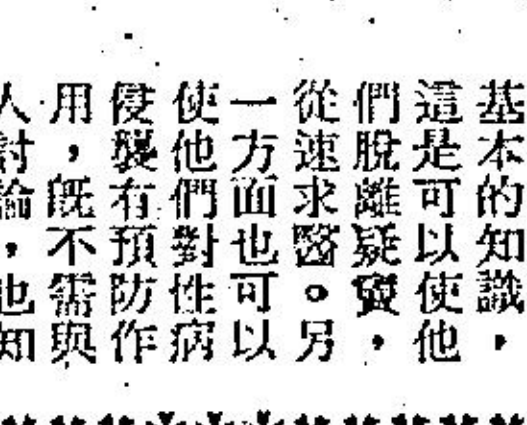 基本的知識，
這是可以使他
們脫離疑竇，
從速求醫。另
一方面也可以
使他們對性病
侵襲有預防作
用，既不需與
人討論，也知